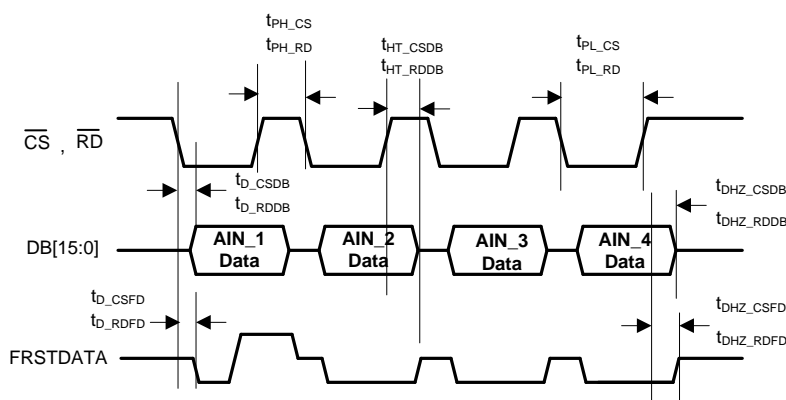 tPH_CS
tPH_RD
tHT_CSDB
tHT_RDDB
tPL_CS
tPL_RD
CS , RD
tD_CSDB
tD_RDDB
tDHZ_CSDB
tDHZ_RDDB
DB[15:0]
AIN_1 Data
AIN_2 Data
AIN_3 Data
AIN_4 Data
tD_CSFD
tD_RDFD
tDHZ_CSFD
tDHZ_RDFD
FRSTDATA